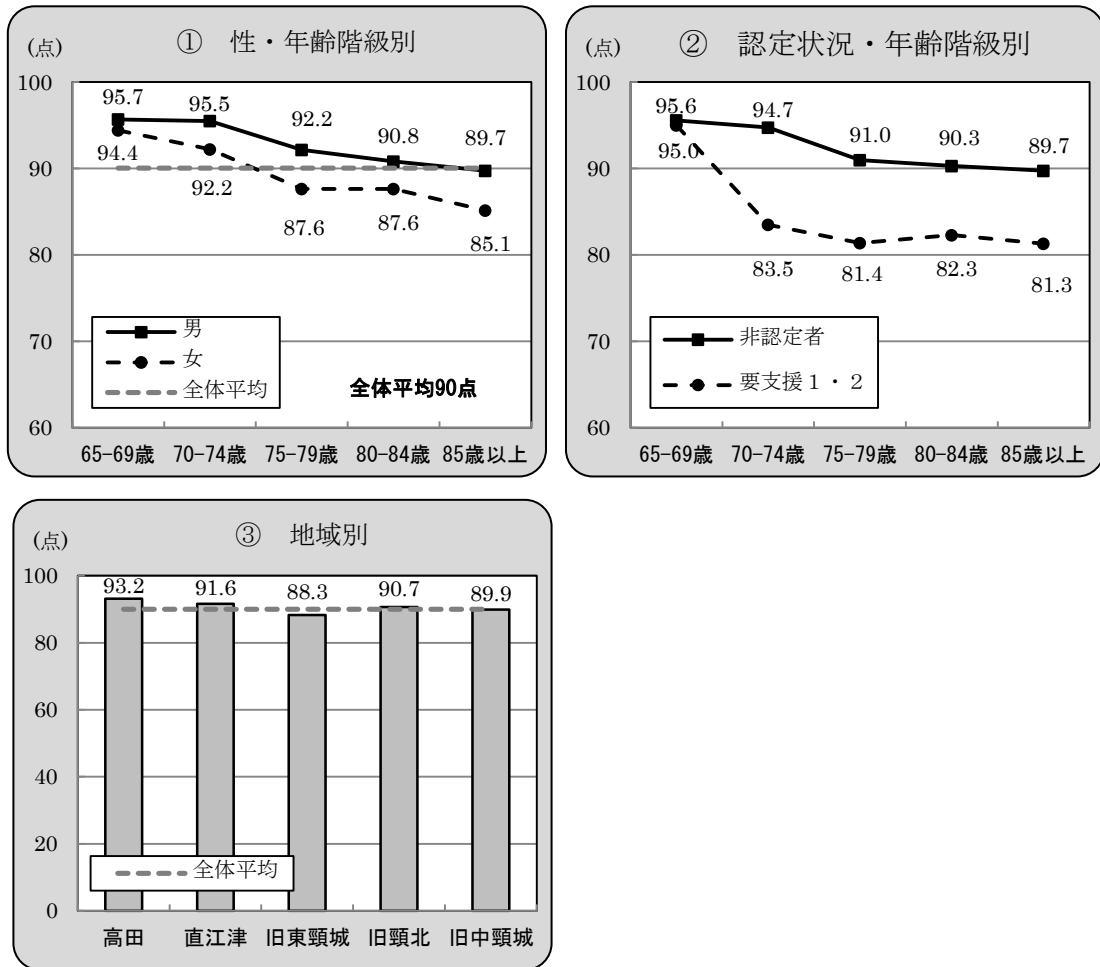 ① 性・年齢階級別
(点)
100
90
80
70
60
95.7
95.5
92.2
90.8
89.7
94.4
92.2
87.6
87.6
85.1
男
女
全体平均
全体平均90点
65-69歳 70-74歳 75-79歳 80-84歳 85歳以上
② 認定状況・年齢階級別
(点)
100
90
80
70
60
95.6
94.7
91.0
90.3
89.7
95.0
83.5
81.4
82.3
81.3
非認定者
要支援1・2
65-69歳 70-74歳 75-79歳 80-84歳 85歳以上
③ 地域別
(点)
100
80
60
40
20
0
93.2
91.6
88.3
90.7
89.9
全体平均
高田 直江津 旧東頸城 旧頸北 旧中頸城